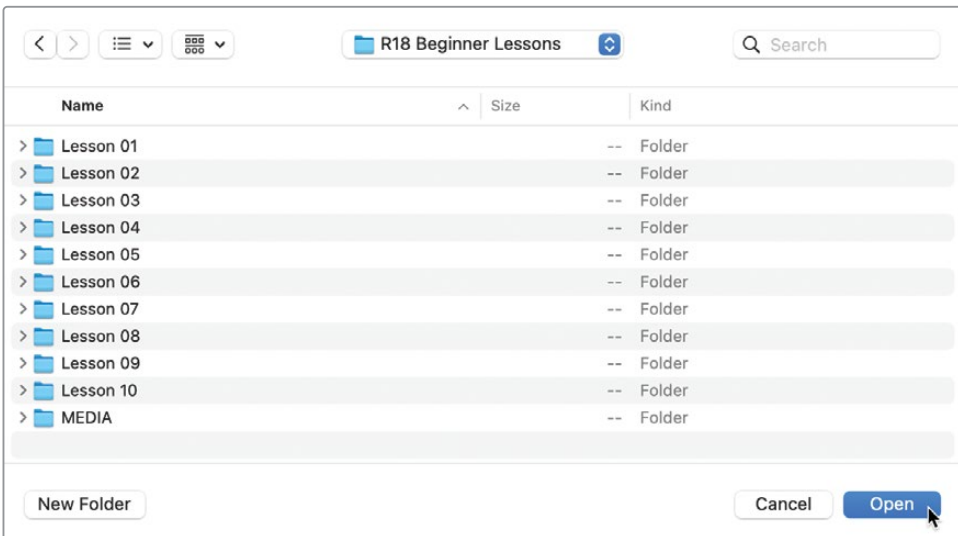 R18 Beginner Lessons Search
Name Size Kind
Lesson 01 -- Folder
Lesson 02 -- Folder
Lesson 03 -- Folder
Lesson 04 -- Folder
Lesson 05 -- Folder
Lesson 06 -- Folder
Lesson 07 -- Folder
Lesson 08 -- Folder
Lesson 09 -- Folder
Lesson 10 -- Folder
MEDIA -- Folder
New Folder Cancel Open